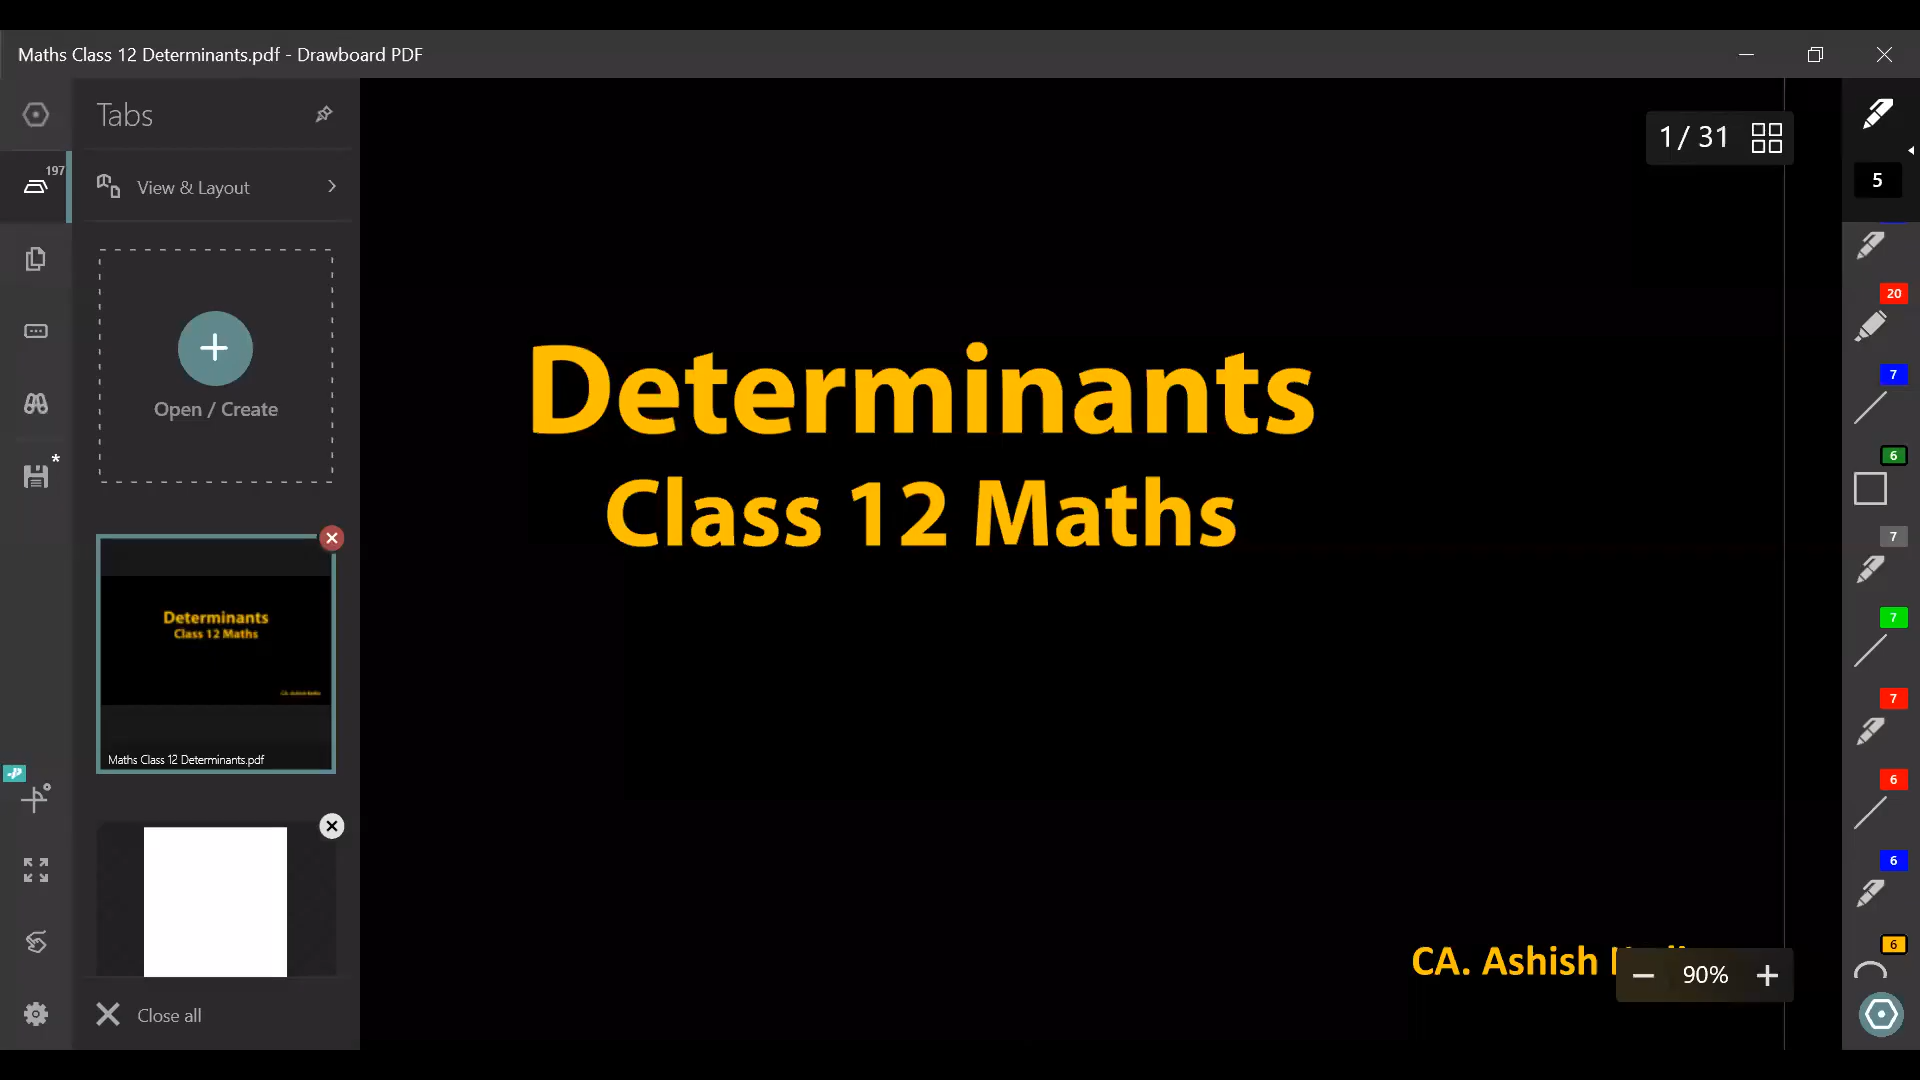 Maths Class 12 Determinants.pdf - Drawboard PDF
Tabs
197
View & Layout
Open / Create
Determinants
Class 12 Maths
Maths Class 12 Determinants.pdf
Close all
1 / 31
Determinants
Class 12 Maths
CA. Ashish
90%
5
20
7
6
7
7
7
6
6
6